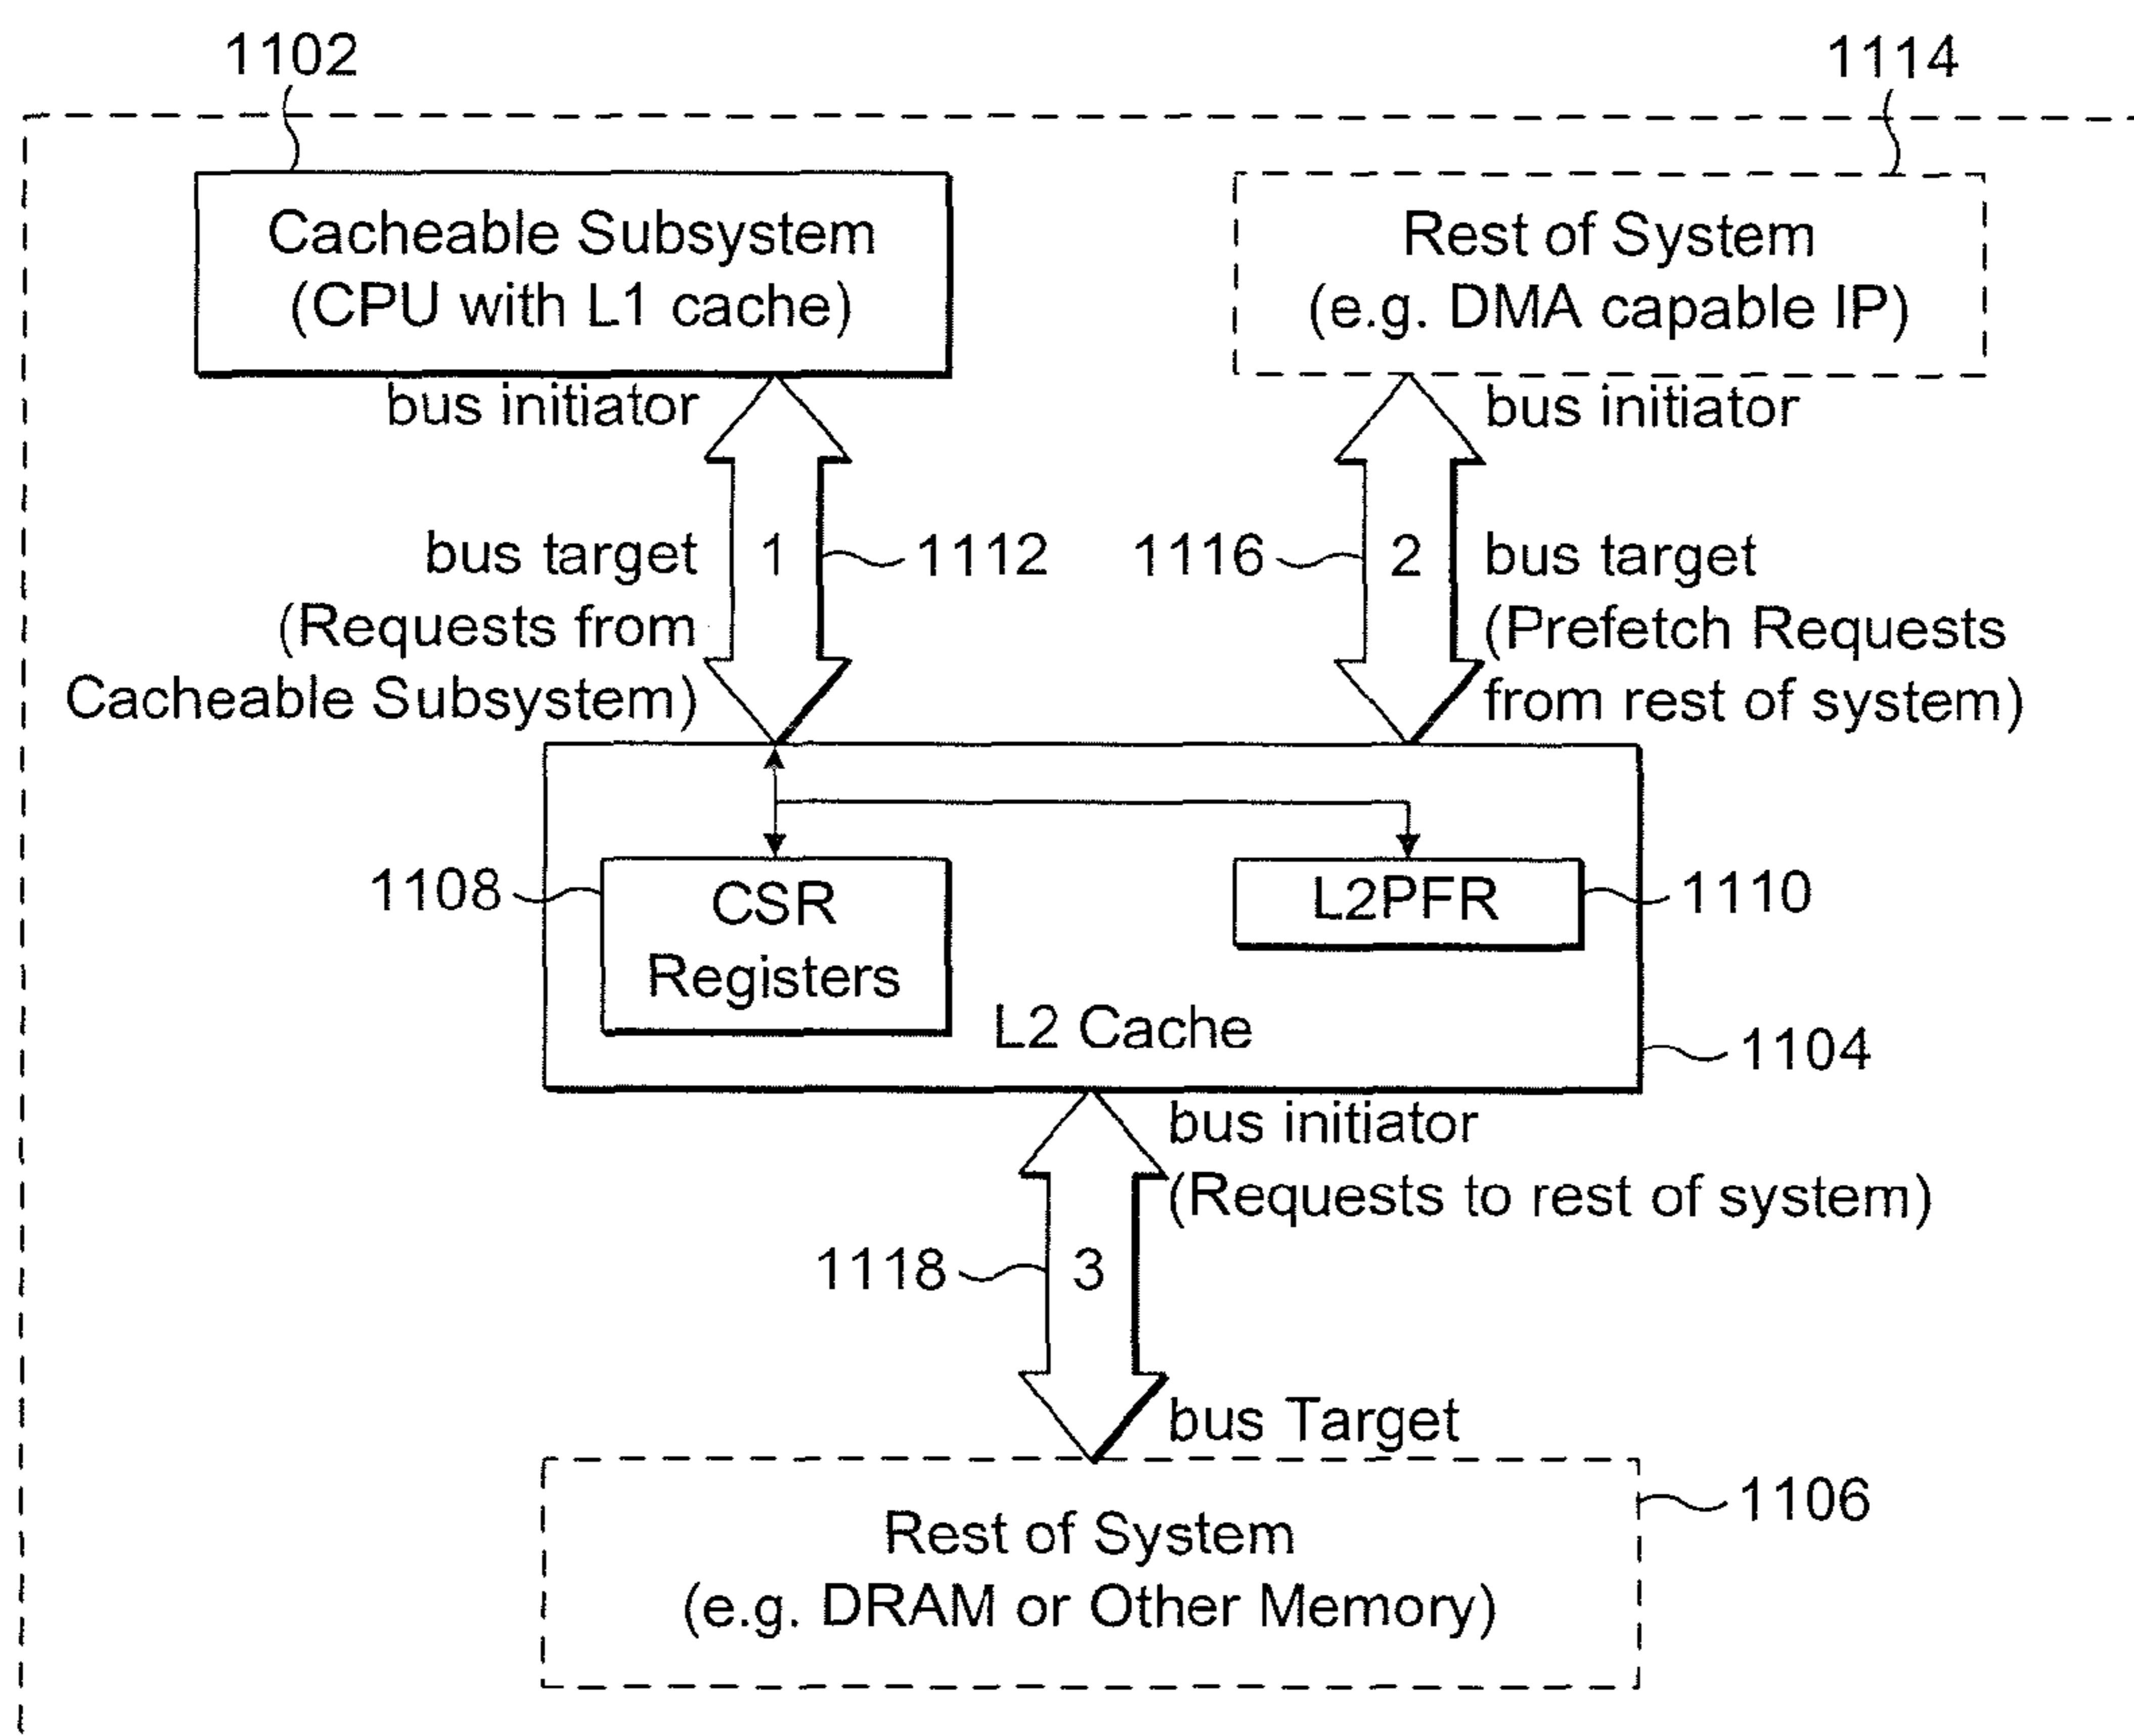 1102
1114
Cacheable Subsystem
(CPU with L1 cache)
Rest of System
(e.g. DMA capable IP)
bus initiator
bus initiator
bus target
(Requests from
Cacheable Subsystem)
1
1112
1116
2
bus target
(Prefetch Requests
from rest of system)
1108
CSR
Registers
L2PFR
1110
L2 Cache
1104
bus initiator
(Requests to rest of system)
1118
3
bus Target
Rest of System
(e.g. DRAM or Other Memory)
1106